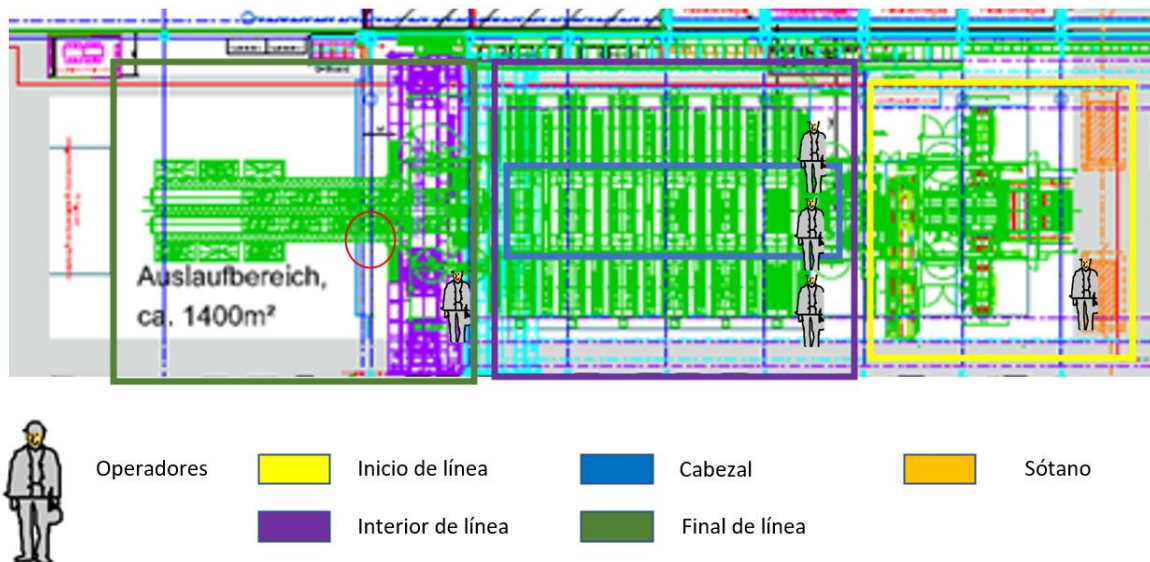 Auslaufbereich,
ca. 1400m²
Operadores
Inicio de línea
Cabezal
Sótano
Interior de línea
Final de línea